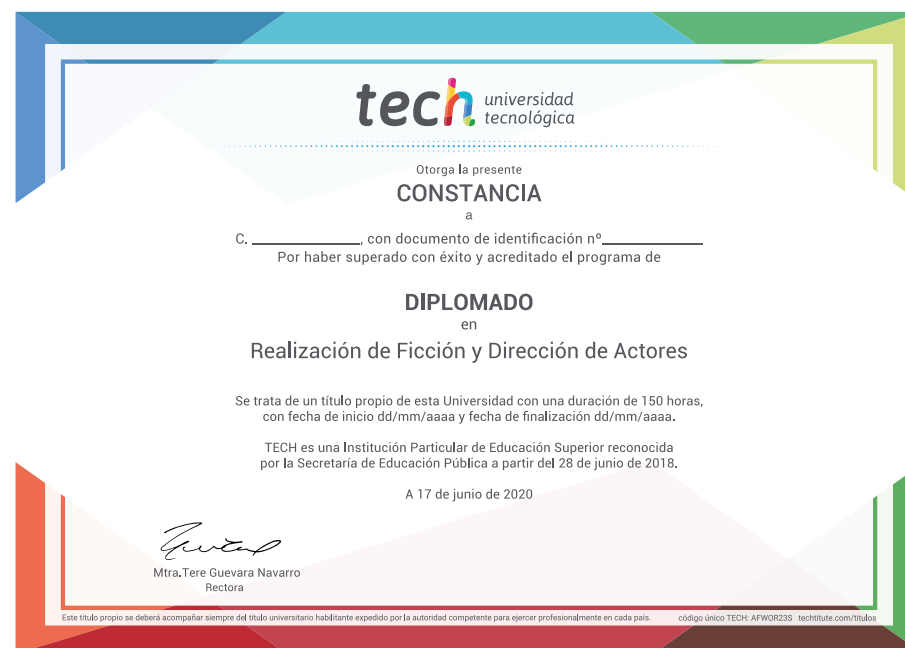 tech universidad
tecnológica
Otorga la presente
CONSTANCIA
a
C. ____________, con documento de identificación nº____________
Por haber superado con éxito y acreditado el programa de
DIPLOMADO
en
Realización de Ficción y Dirección de Actores
Se trata de un título propio de esta Universidad con una duración de 150 horas,
con fecha de inicio dd/mm/aaaa y fecha de finalización dd/mm/aaaa.
TECH es una Institución Particular de Educación Superior reconocida
por la Secretaría de Educación Pública a partir del 28 de junio de 2018.
A 17 de junio de 2020
Mtra.Tere Guevara Navarro
Rectora
Este título propio se deberá acompañar siempre del título universitario habilitante expedido por la autoridad competente para ejercer profesionalmente en cada país. código único TECH: AFWOR23S techtitute.com/titulos